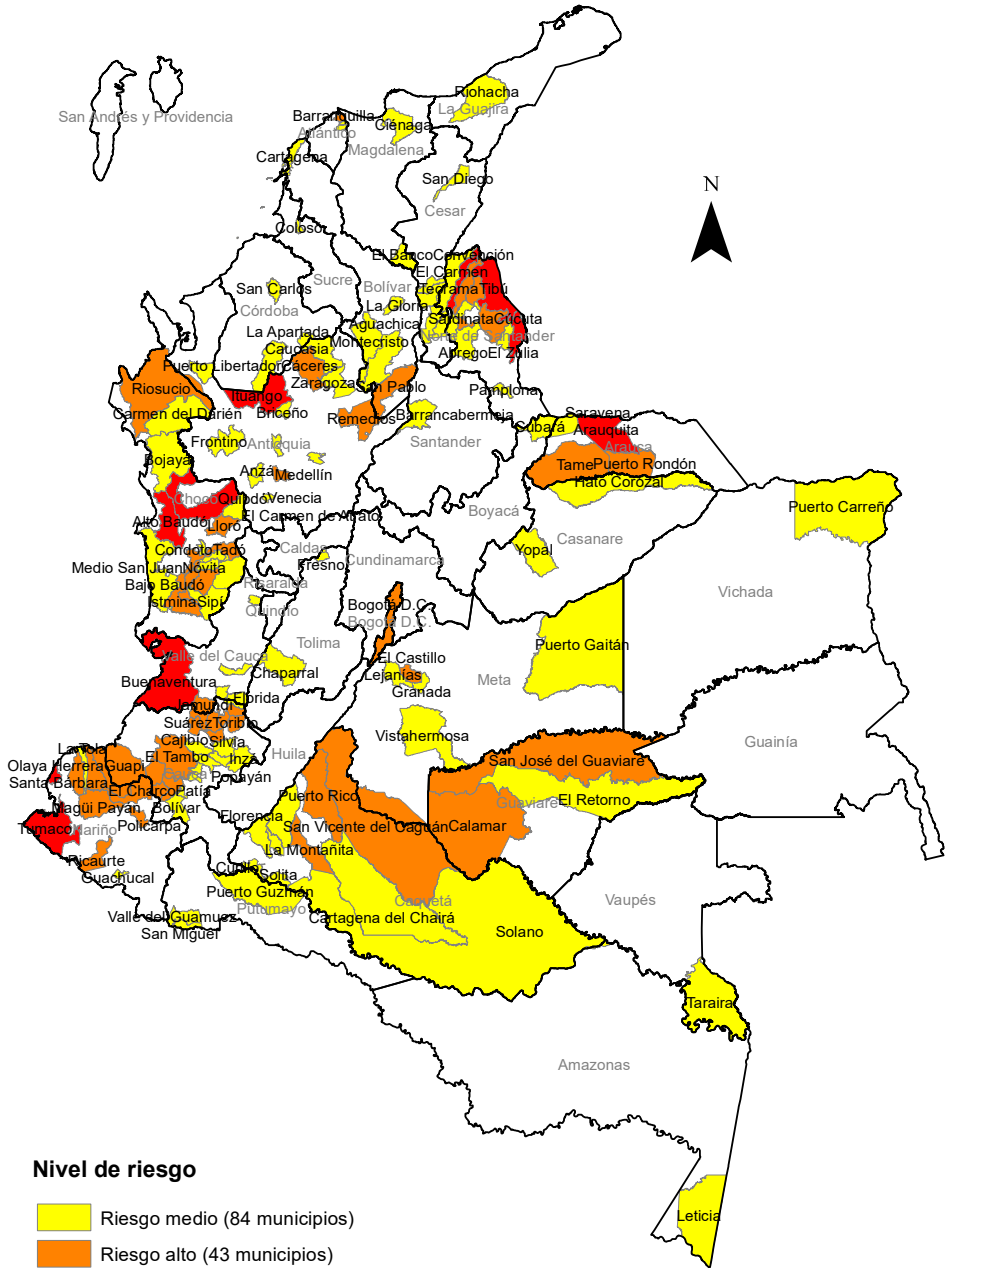 Riohacha
La Guajira
San Andrés y Providencia
Barranquilla
Ciénaga
Atlántico
Magdalena
Cartagena
San Diego
Cesar
Coloso
El Banco
Convención
El Carmen
Sucre
Bolívar
San Carlos
Teorama
Tibú
Córdoba
La Gloria
Sardinata
Cúcuta
Aguachica
La Apartada
Norte de Santander
Montecristo
Caucasia
Abrego
El Zulia
Puerto Libertador
Cáceres
Zaragoza
San Pablo
Riosucio
Pamplona
Ituango
Carmen del Darién
Briceño
Remedios
Barrancabermeja
Saravena
Cubará
Arauquita
Frontino
Antioquia
Santander
Arauca
Bojaya
Anzá
Medellín
Tame
Puerto Rondón
Hato Corozal
Chocó
Quibdó
Venecia
Puerto Carreño
Alto Baudó
El Carmen de Atrato
Boyacá
Lloró
Casanare
Condoto
Tadó
Caldas
Yopal
Medio San Juan
Nóvita
Fresno
Cundinamarca
Bajo Baudó
Risaralda
Vichada
Istmina
Sipí
Quindio
Bogotá D.C.
Bogotá D.C.
Tolima
Puerto Gaitán
Valle del Cauca
El Castillo
Chaparral
Lejanías
Meta
Buenaventura
Granada
Florida
Jamundí
Suárez
Toribio
Vistahermosa
Cajibio
Silvia
Guainía
La Tola
El Tambo
Inzá
Huila
Olaya Herrera
Guapi
San José del Guaviare
Santa Bárbara
Cauca
Popayán
El Charco
Patía
Puerto Rico
Guaviare
El Retorno
Magüi Payán
Bolívar
Florencia
Tumaco
Nariño
Policarpa
San Vicente del Caguán
Calamar
La Montañita
Ricaurte
Curillo
Solita
Guachucal
Puerto Guzmán
Caquetá
Vaupés
Putumayo
Valle del Guamuez
Cartagena del Chairá
Solano
San Miguel
Taraira
Amazonas
Leticia
N
Nivel de riesgo
Riesgo medio (84 municipios)
Riesgo alto (43 municipios)